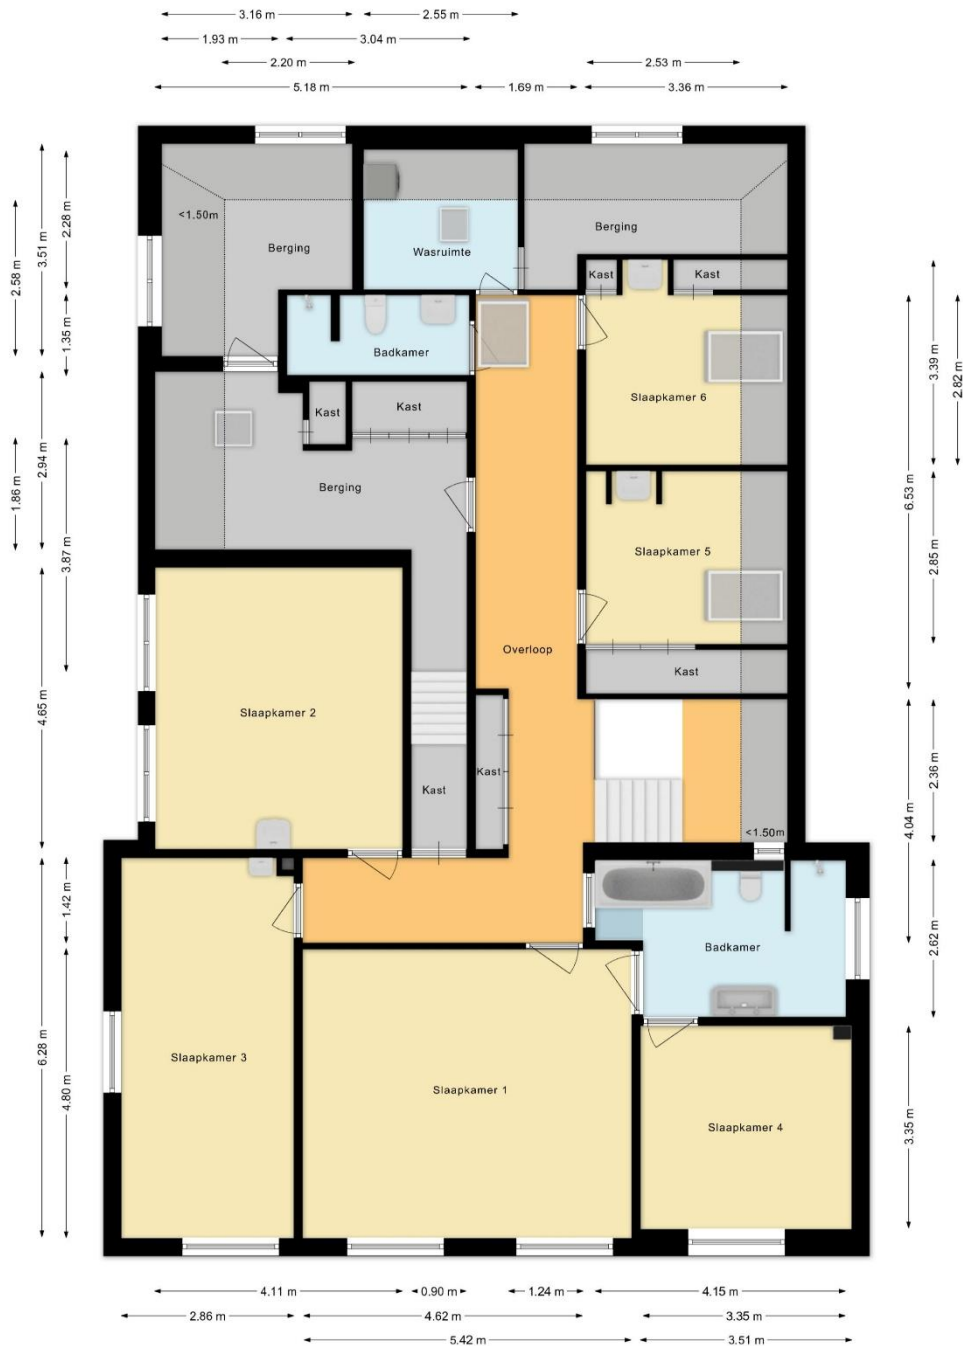 3.16 m
2.55 m
1.93 m
3.04 m
2.20 m
2.53 m
5.18 m
1.69 m
3.36 m
2.58 m
3.51 m
2.28 m
1.35 m
1.86 m
2.94 m
3.87 m
4.65 m
6.28 m
1.42 m
4.80 m
<1.50m
Berging
Wasruimte
Berging
Kast
Kast
Badkamer
Slaapkamer 6
Kast
Kast
Berging
Slaapkamer 5
Overloop
Kast
Slaapkamer 2
Kast
Kast
<1.50m
Badkamer
Slaapkamer 3
Slaapkamer 1
Slaapkamer 4
3.39 m
2.82 m
6.53 m
2.85 m
2.36 m
4.04 m
2.62 m
3.35 m
4.11 m
0.90 m
1.24 m
4.15 m
2.86 m
4.62 m
3.35 m
5.42 m
3.51 m